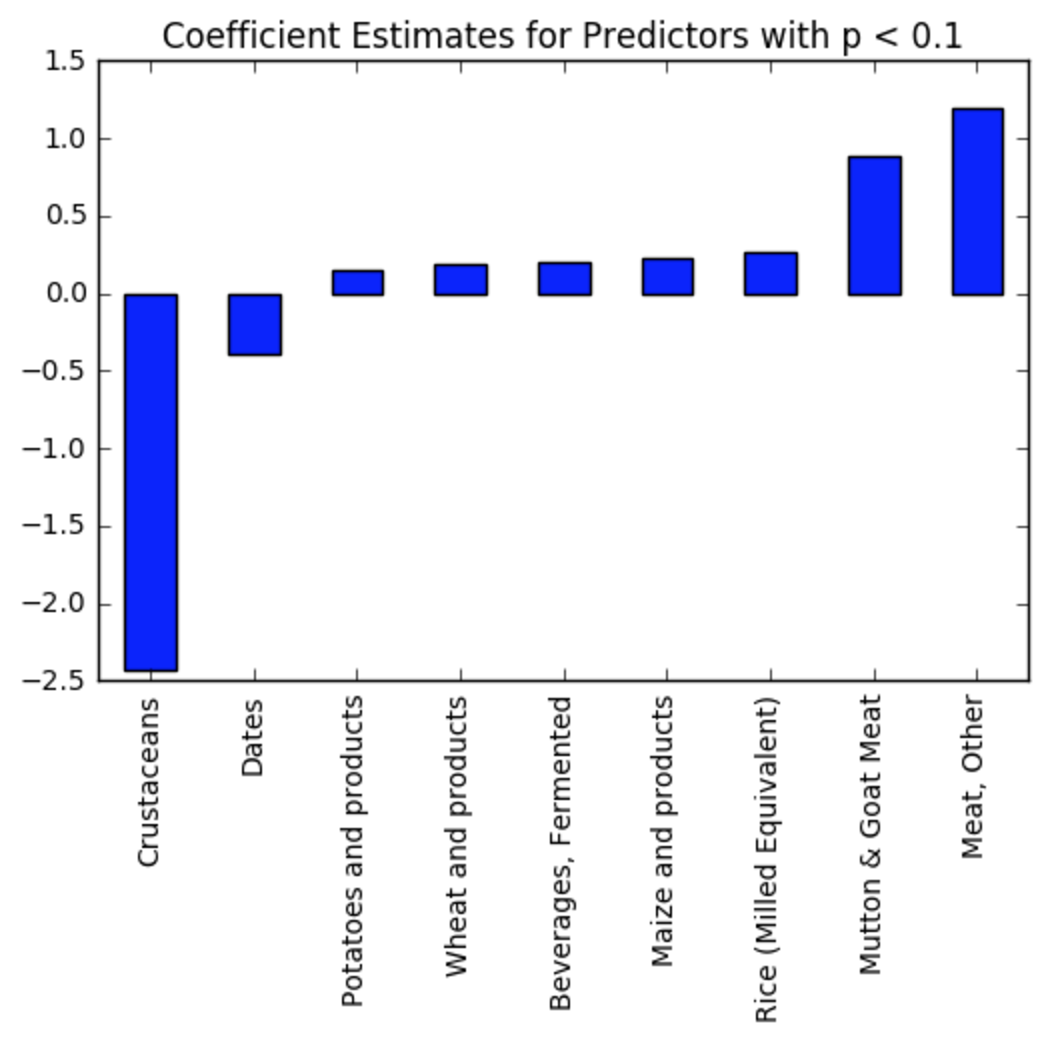 Coefficient Estimates for Predictors with p < 0.1
1.5
1.0
0.5
0.0
−0.5
−1.0
−1.5
−2.0
−2.5
Crustaceans
Dates
Potatoes and products
Wheat and products
Beverages, Fermented
Maize and products
Rice (Milled Equivalent)
Mutton & Goat Meat
Meat, Other